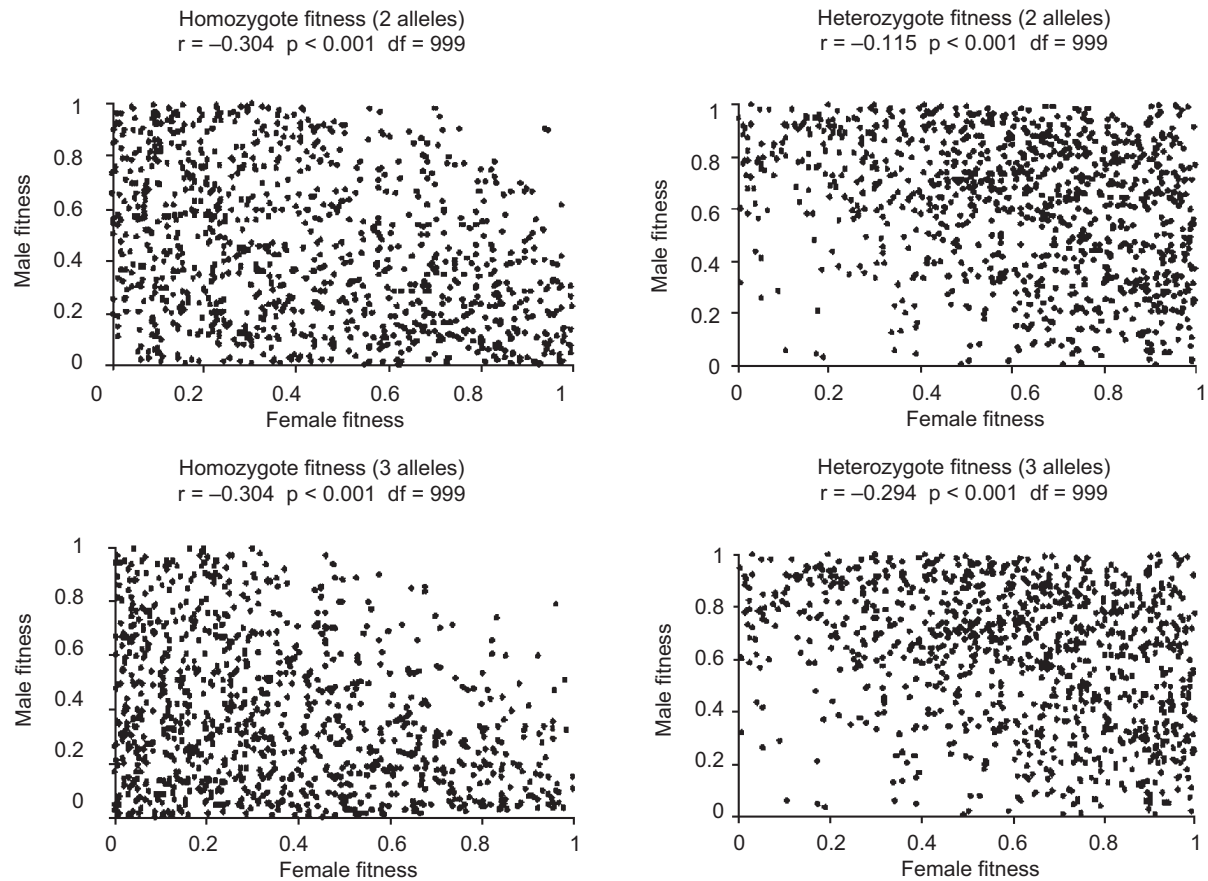 Homozygote fitness (2 alleles)
r = –0.304 p < 0.001 df = 999
1
0.8
0.6
0.4
0.2
0
Male fitness
0 0.2 0.4 0.6 0.8 1
Female fitness
Heterozygote fitness (2 alleles)
r = –0.115 p < 0.001 df = 999
1
0.8
0.6
0.4
0.2
0
Male fitness
0 0.2 0.4 0.6 0.8 1
Female fitness
Homozygote fitness (3 alleles)
r = –0.304 p < 0.001 df = 999
1
0.8
0.6
0.4
0.2
0
Male fitness
0 0.2 0.4 0.6 0.8 1
Female fitness
Heterozygote fitness (3 alleles)
r = –0.294 p < 0.001 df = 999
1
0.8
0.6
0.4
0.2
0
Male fitness
0 0.2 0.4 0.6 0.8 1
Female fitness